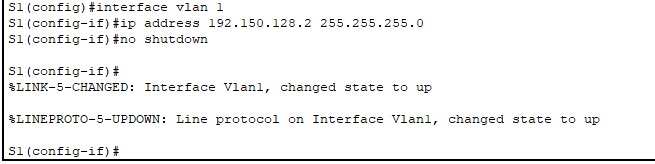 S1(config)#interface vlan 1
S1(config-if)#ip address 192.150.128.2 255.255.255.0
S1(config-if)#no shutdown
S1(config-if)#
%LINK-5-CHANGED: Interface Vlan1, changed state to up
%LINEPROTO-5-UPDOWN: Line protocol on Interface Vlan1, changed state to up
S1(config-if)#